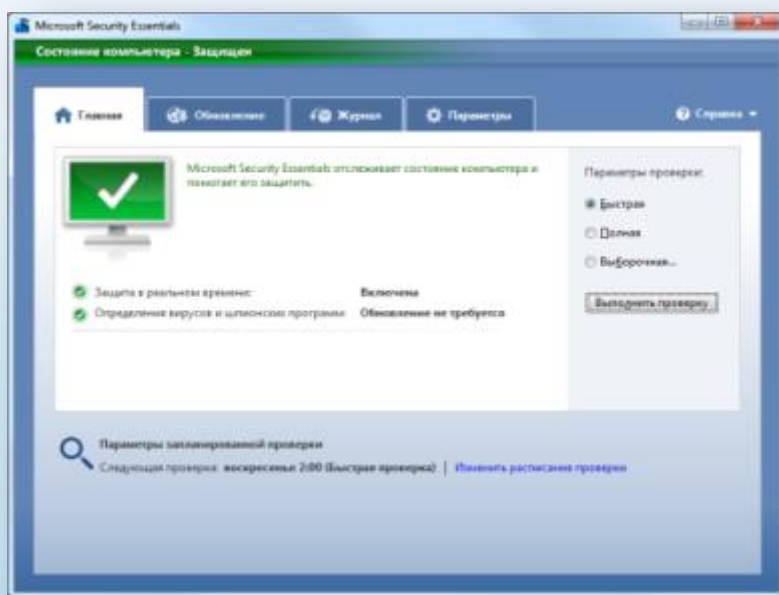 Microsoft Security Essentials
Состояние компьютера - Защищен
Главная
Обновление
Журнал
Параметры
Справка
Microsoft Security Essentials отслеживает состояние компьютера и
помогает его защитить.
Защита в реальном времени: Включена
Определения вирусов и шпионских программ: Обновление не требуется
Параметры проверки:
Быстрая
Полная
Выборочная...
Выполнить проверку
Параметры запланированной проверки
Следующая проверка: воскресенье 2:00 (Быстрая проверка) | Изменить расписание проверки